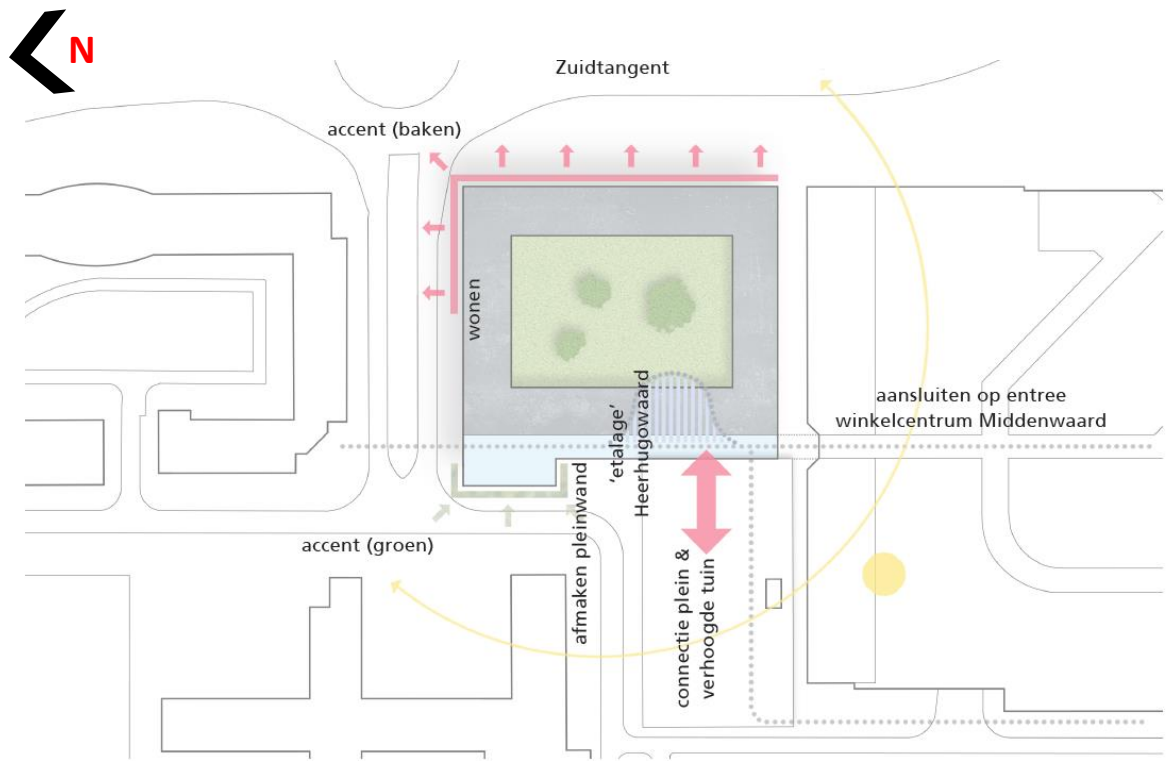 N
Zuidtangent
accent (baken)
wonen
'etalage'
Heerhugowaard
aansluiten op entree
winkelcentrum Middenwaard
accent (groen)
afmaken pleinwand
connectie plein &
verhoogde tuin